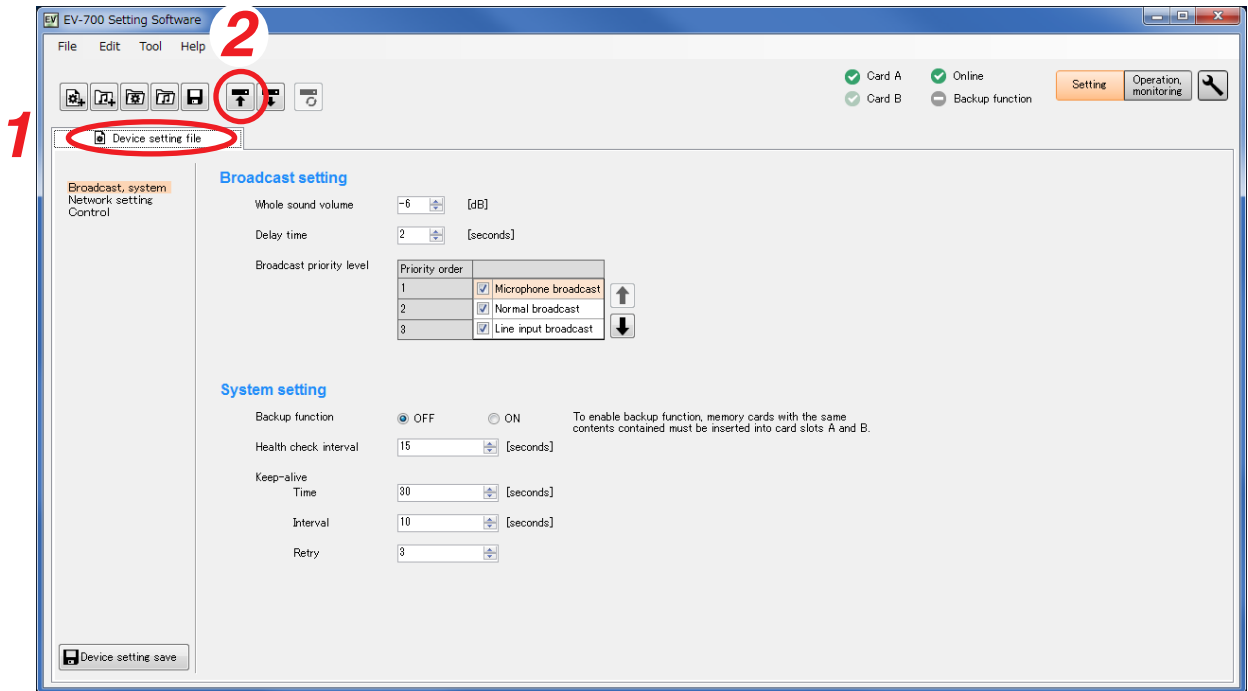 EV EV-700 Setting Software
2
File Edit Tool Help
Card A Online
Card B Backup function
Setting
Operation,
monitoring
1
Device setting file
Broadcast, system
Network setting
Control
Broadcast setting
Whole sound volume -6 [dB]
Delay time 2 [seconds]
Broadcast priority level
Priority order
1 Microphone broadcast
2 Normal broadcast
3 Line input broadcast
System setting
Backup function OFF ON
To enable backup function, memory cards with the same
contents contained must be inserted into card slots A and B.
Health check interval 15 [seconds]
Keep-alive
Time 30 [seconds]
Interval 10 [seconds]
Retry 3
Device setting save